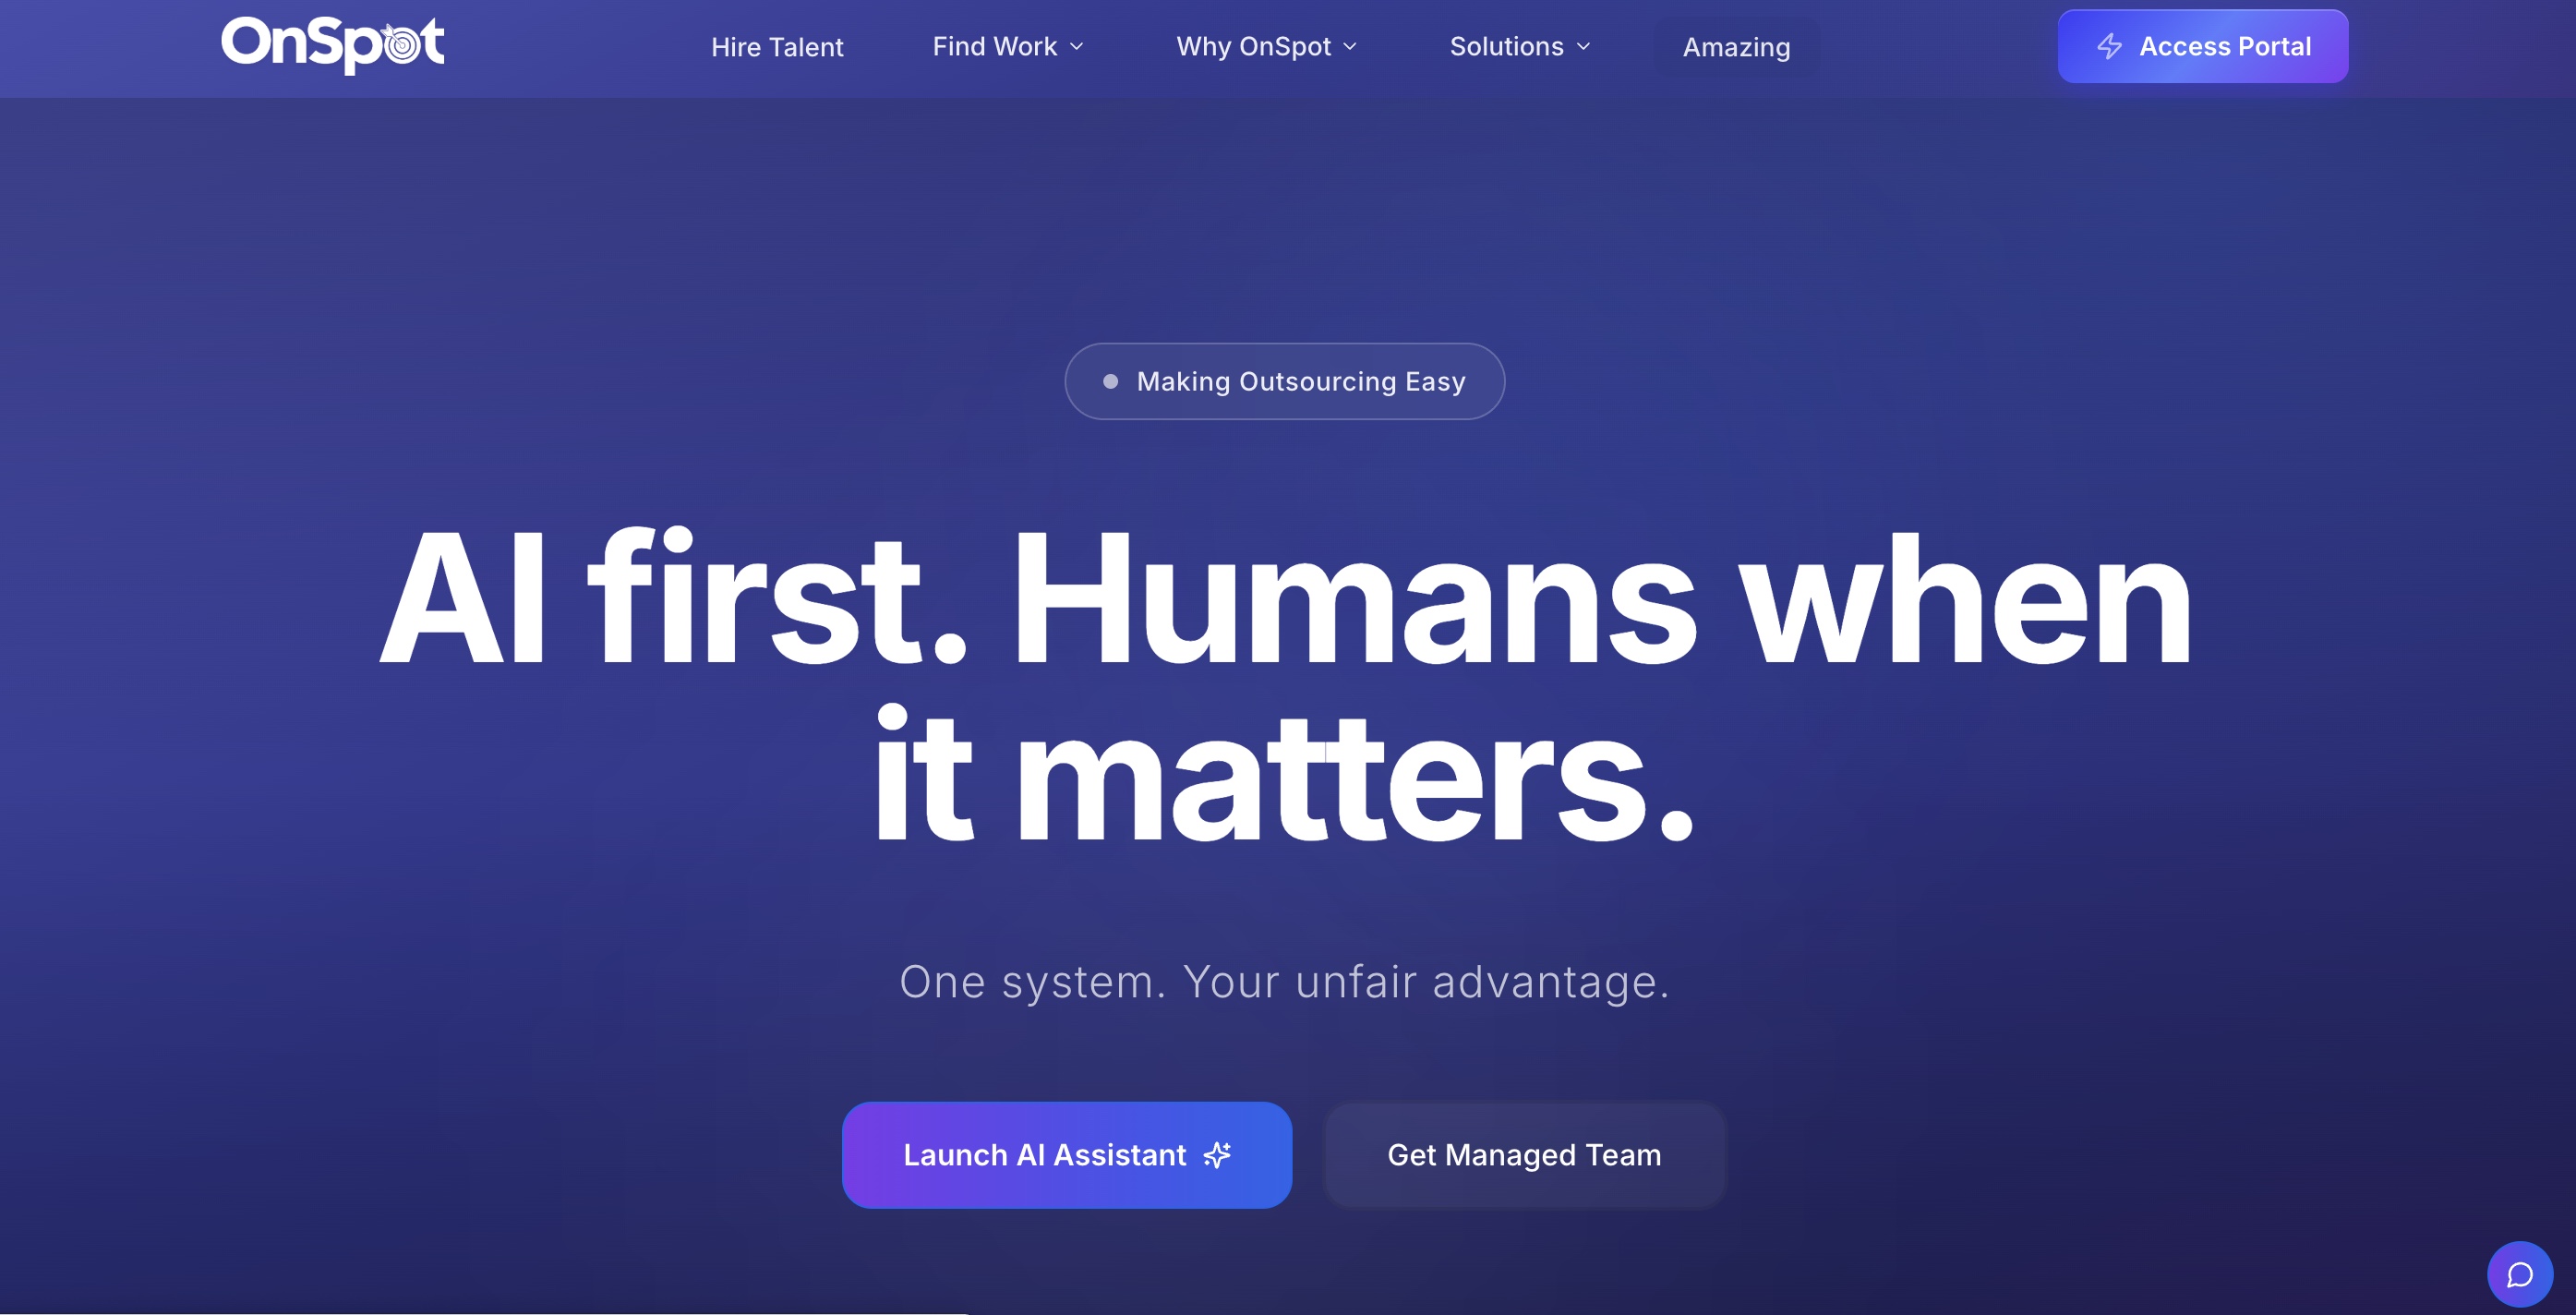 OnSpot
Hire Talent
Find Work
Why OnSpot
Solutions
Amazing
Access Portal
Making Outsourcing Easy
AI first. Humans when
it matters.
One system. Your unfair advantage.
Launch AI Assistant
Get Managed Team